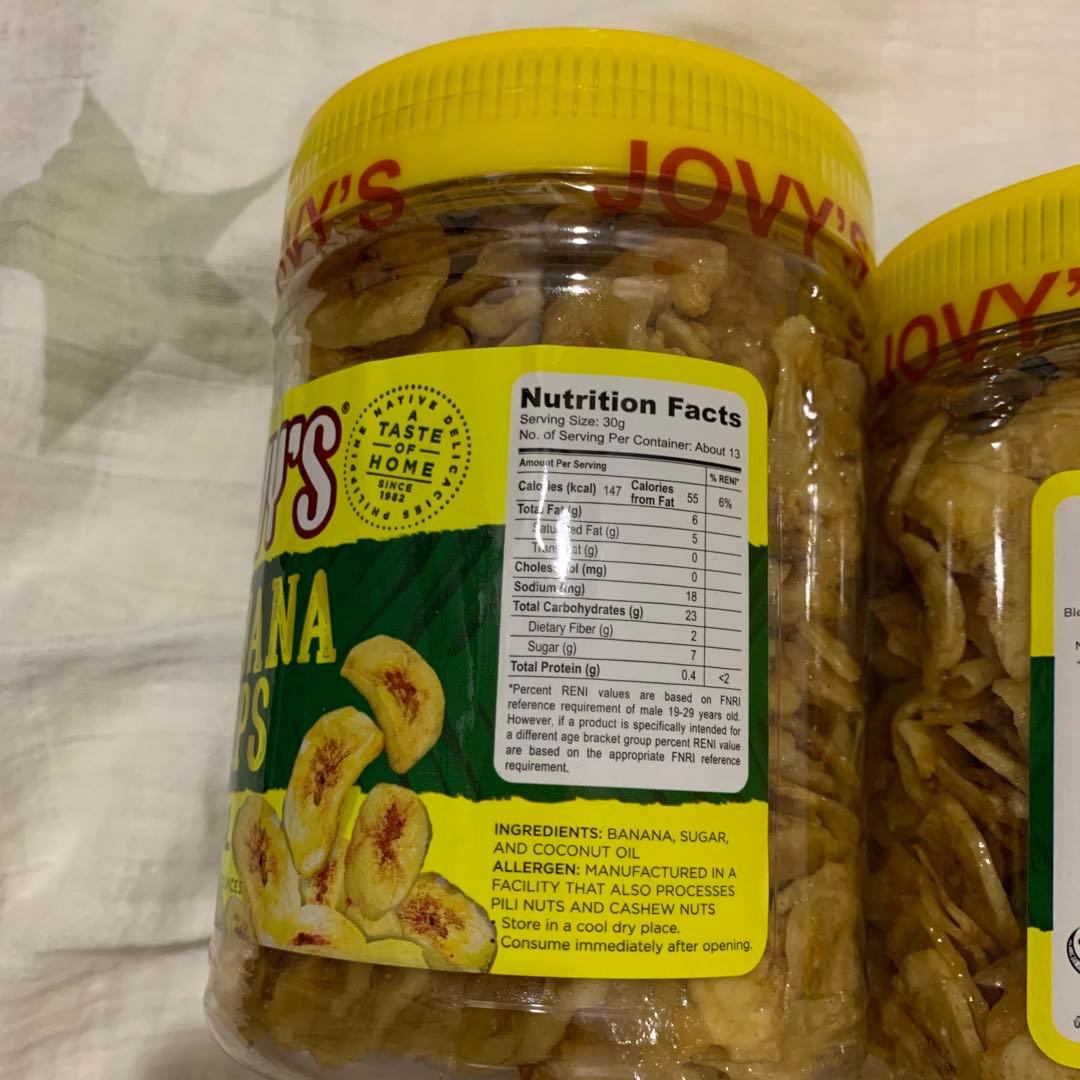 JOVY'S
JOVY'S
NATIVE DELICACIES PHILIPPINE
A
TASTE
OF
HOME
SINCE
1982
Nutrition Facts
Serving Size: 30g
No. of Serving Per Container: About 13
Amount Per Serving % RENI*
Calories (kcal) 147 Calories from Fat 55 6%
Total Fat (g) 6
Saturated Fat (g) 5
Trans Fat (g) 0
Cholesterol (mg) 0
Sodium (mg) 18
Total Carbohydrates (g) 23
Dietary Fiber (g) 2
Sugar (g) 7
Total Protein (g) 0.4 <2
*Percent RENI values are based on FNRI
reference requirement of male 19-29 years old.
However, if a product is specifically intended for
a different age bracket group percent RENI value
are based on the appropriate FNRI reference
requirement.
INGREDIENTS: BANANA, SUGAR,
AND COCONUT OIL
ALLERGEN: MANUFACTURED IN A
FACILITY THAT ALSO PROCESSES
PILI NUTS AND CASHEW NUTS
• Store in a cool dry place.
• Consume immediately after opening.